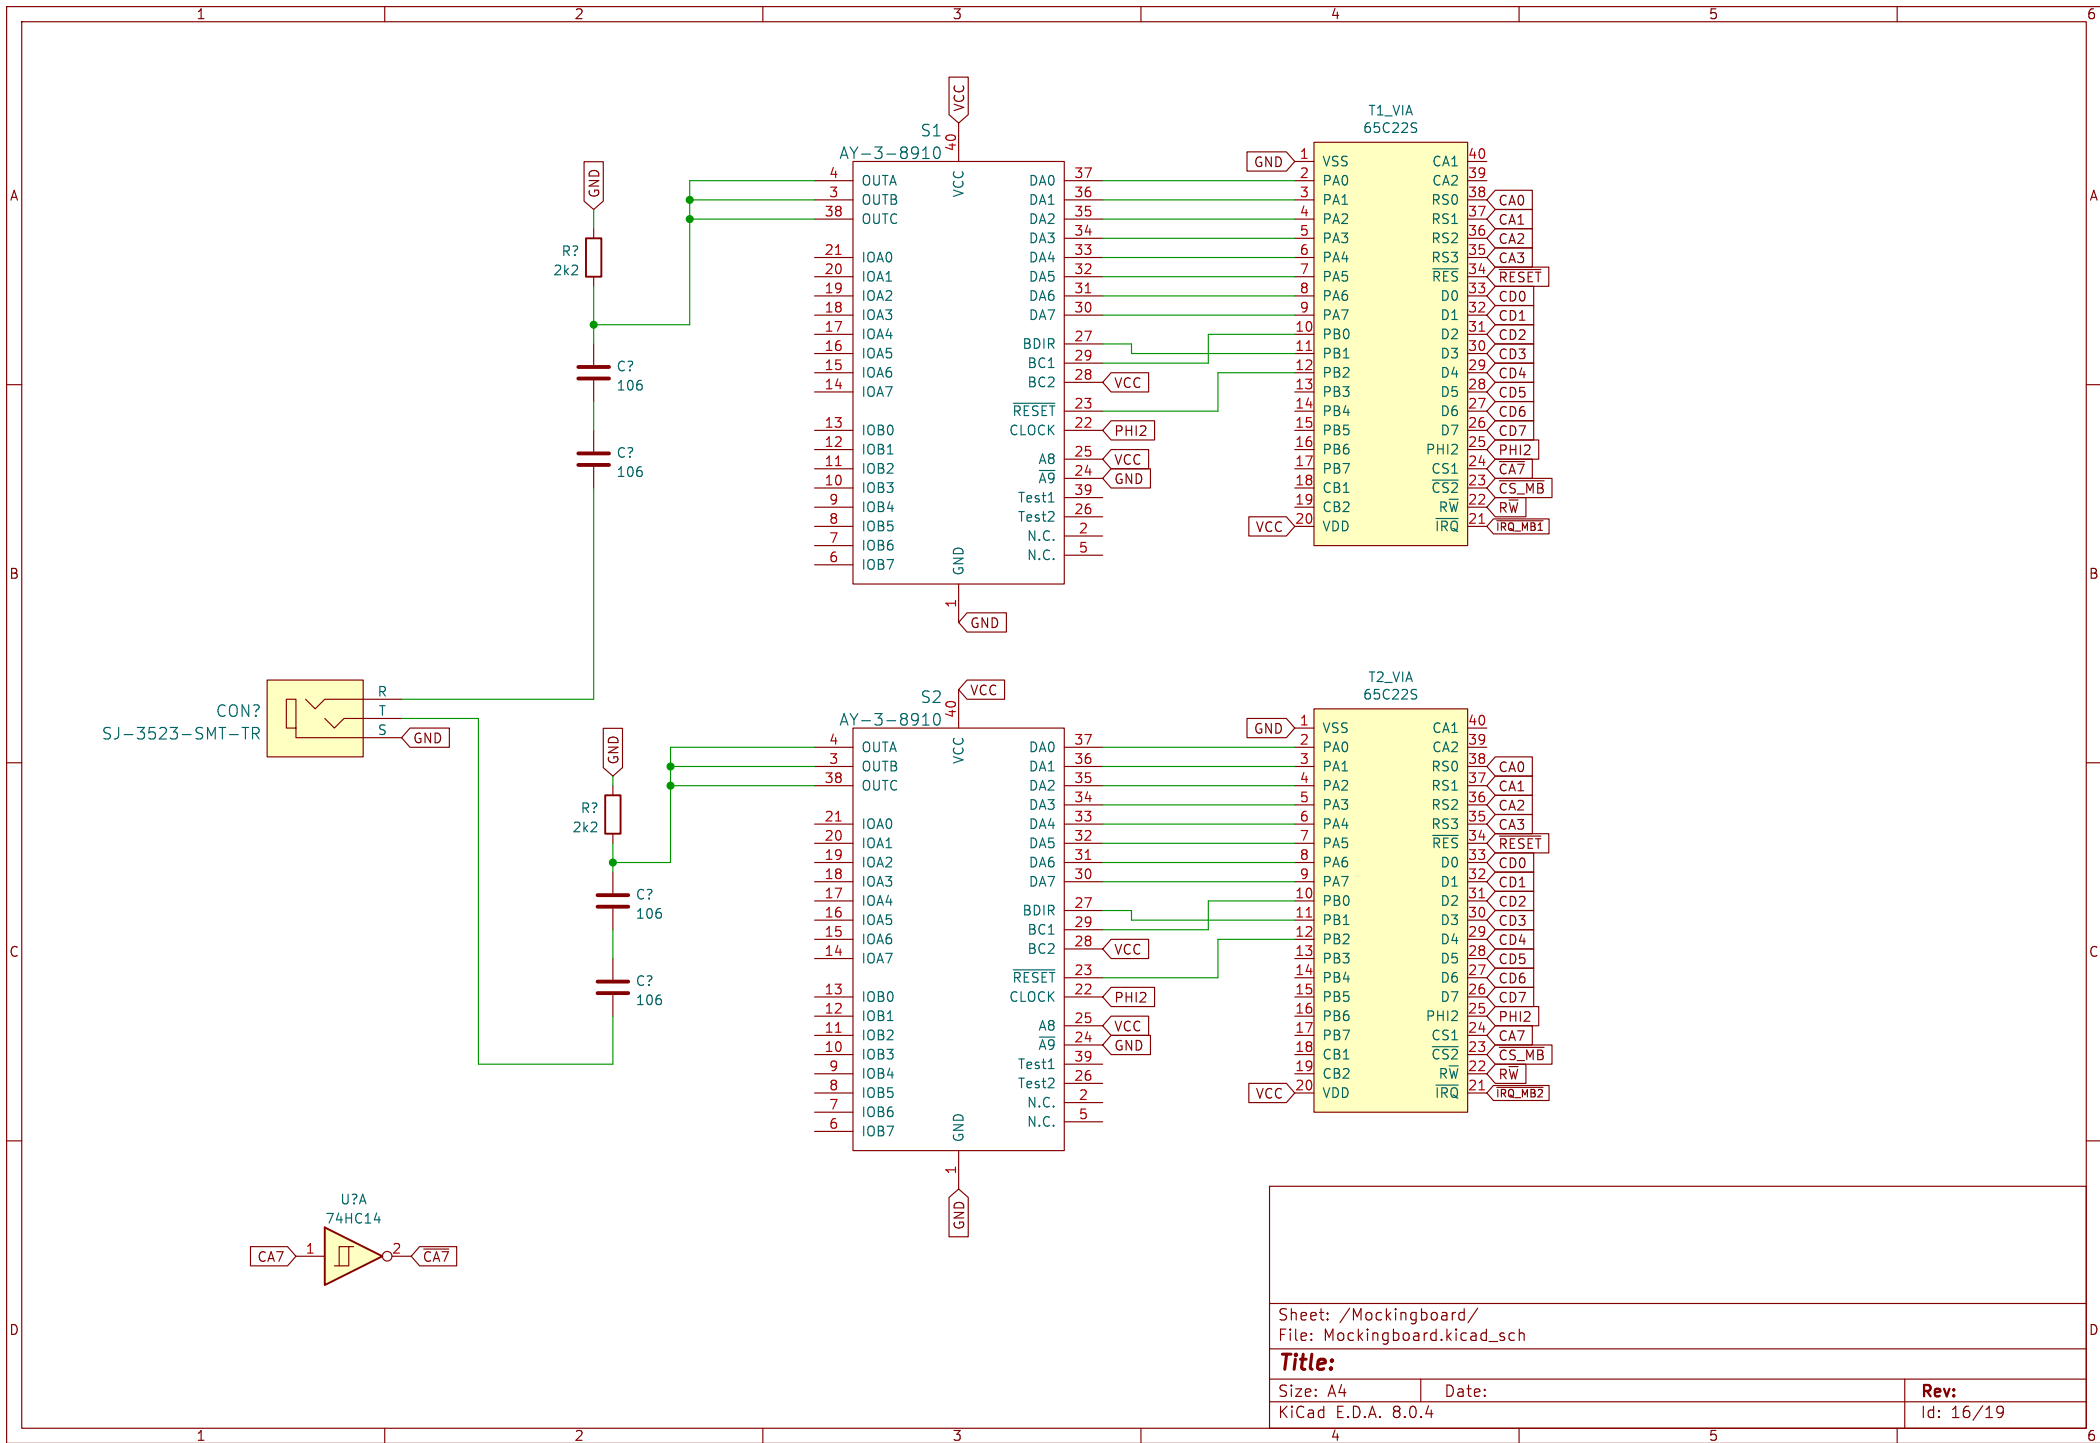 1 2 3 4 5 6
A A
B B
C C
D D
1 2 3 4 5 6
VCC
40
S1
AY-3-8910
VCC
4 OUTA DA0 37
3 OUTB DA1 36
38 OUTC DA2 35
DA3 34
21 IOA0 DA4 33
20 IOA1 DA5 32
19 IOA2 DA6 31
18 IOA3 DA7 30
17 IOA4
BDIR 27
16 IOA5
BC1 29
15 IOA6
BC2 28 VCC
14 IOA7
RESET 23
13 IOB0 CLOCK 22 PHI2
12 IOB1
A8 25 VCC
11 IOB2
A9 24 GND
10 IOB3
Test1 39
9 IOB4
Test2 26
8 IOB5
N.C. 2
7 IOB6
N.C. 5
6 IOB7
GND
1
GND
T1_VIA
65C22S
GND 1 VSS CA1 40
2 PA0 CA2 39
3 PA1 RS0 38 CA0
4 PA2 RS1 37 CA1
5 PA3 RS2 36 CA2
6 PA4 RS3 35 CA3
7 PA5 RES 34 RESET
8 PA6 D0 33 CD0
9 PA7 D1 32 CD1
10 PB0 D2 31 CD2
11 PB1 D3 30 CD3
12 PB2 D4 29 CD4
13 PB3 D5 28 CD5
14 PB4 D6 27 CD6
15 PB5 D7 26 CD7
16 PB6 PHI2 25 PHI2
17 PB7 CS1 24 CA7
18 CB1 CS2 23 CS_MB
19 CB2 RW 22 RW
VCC 20 VDD IRQ 21 IRQ_MB1
GND
R?
2k2
C?
106
C?
106
CON?
SJ-3523-SMT-TR
R
T
S GND
GND
R?
2k2
C?
106
C?
106
VCC
40
S2
AY-3-8910
VCC
4 OUTA DA0 37
3 OUTB DA1 36
38 OUTC DA2 35
DA3 34
21 IOA0 DA4 33
20 IOA1 DA5 32
19 IOA2 DA6 31
18 IOA3 DA7 30
17 IOA4
BDIR 27
16 IOA5
BC1 29
15 IOA6
BC2 28 VCC
14 IOA7
RESET 23
13 IOB0 CLOCK 22 PHI2
12 IOB1
A8 25 VCC
11 IOB2
A9 24 GND
10 IOB3
Test1 39
9 IOB4
Test2 26
8 IOB5
N.C. 2
7 IOB6
N.C. 5
6 IOB7
GND
1
GND
T2_VIA
65C22S
GND 1 VSS CA1 40
2 PA0 CA2 39
3 PA1 RS0 38 CA0
4 PA2 RS1 37 CA1
5 PA3 RS2 36 CA2
6 PA4 RS3 35 CA3
7 PA5 RES 34 RESET
8 PA6 D0 33 CD0
9 PA7 D1 32 CD1
10 PB0 D2 31 CD2
11 PB1 D3 30 CD3
12 PB2 D4 29 CD4
13 PB3 D5 28 CD5
14 PB4 D6 27 CD6
15 PB5 D7 26 CD7
16 PB6 PHI2 25 PHI2
17 PB7 CS1 24 CA7
18 CB1 CS2 23 CS_MB
19 CB2 RW 22 RW
VCC 20 VDD IRQ 21 IRQ_MB2
U?A
74HC14
CA7 1 2 CA7
Sheet: /Mockingboard/
File: Mockingboard.kicad_sch
Title:
Size: A4 Date: Rev:
KiCad E.D.A. 8.0.4 Id: 16/19